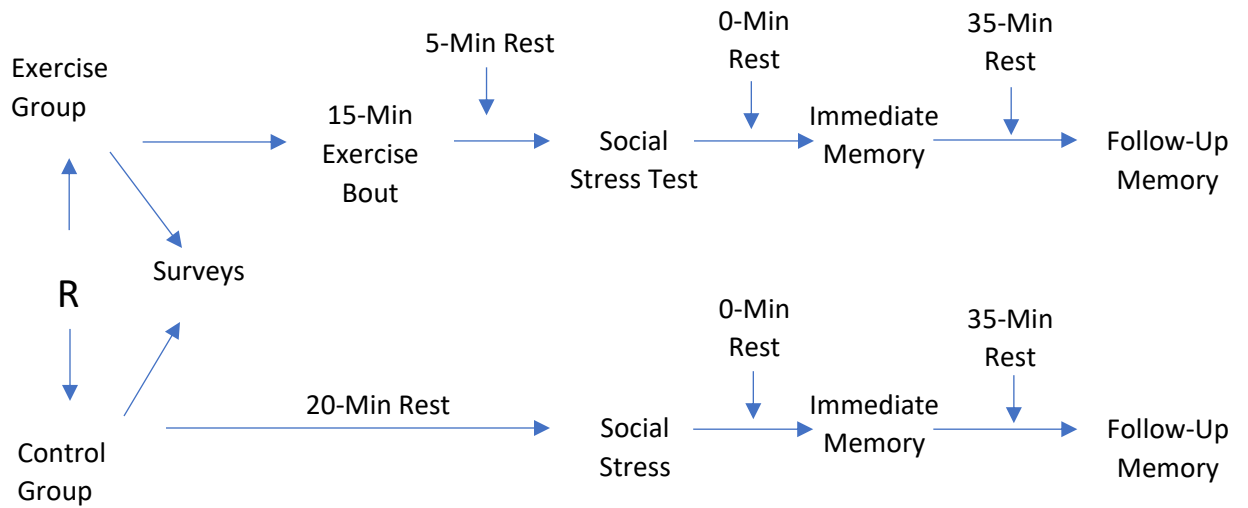 Exercise
Group
15-Min
Exercise
Bout
5-Min Rest
Social
Stress Test
0-Min
Rest
Immediate
Memory
35-Min
Rest
Follow-Up
Memory
R
Surveys
Control
Group
20-Min Rest
Social
Stress
0-Min
Rest
Immediate
Memory
35-Min
Rest
Follow-Up
Memory